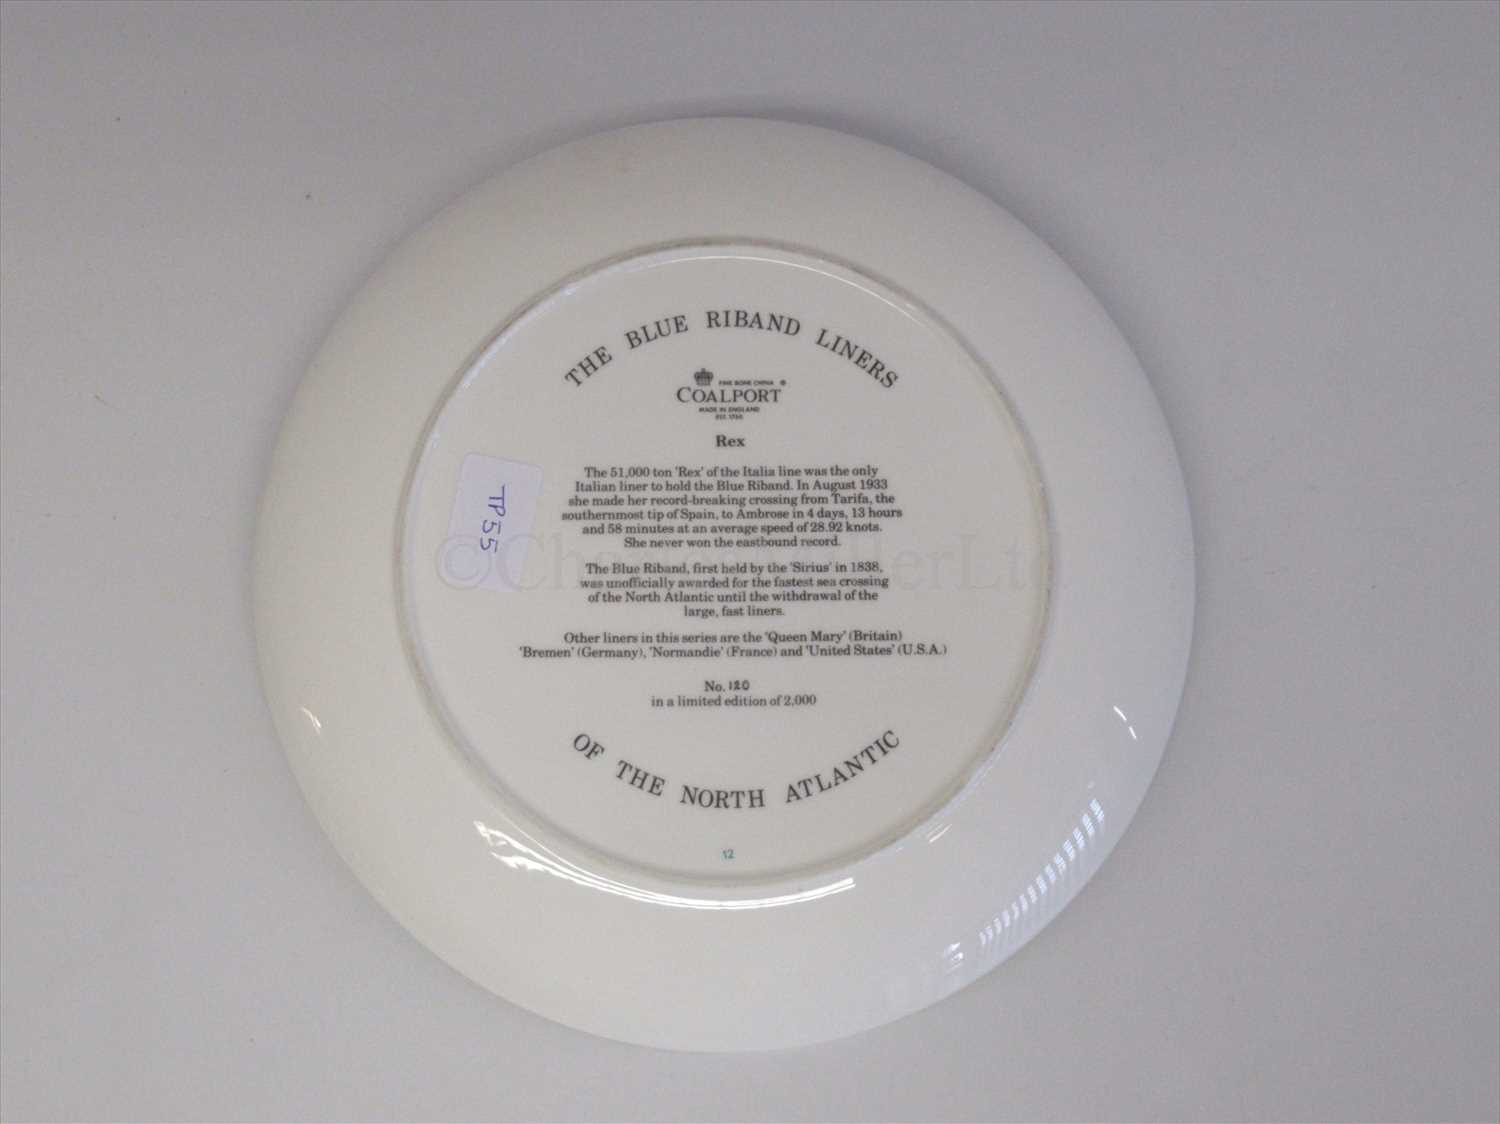 THE BLUE RIBAND LINERS
FINE BONE CHINA ®
COALPORT
MADE IN ENGLAND
EST. 1750
Rex
The 51,000 ton 'Rex' of the Italia line was the only
Italian liner to hold the Blue Riband. In August 1933
she made her record-breaking crossing from Tarifa, the
southernmost tip of Spain, to Ambrose in 4 days, 13 hours
and 58 minutes at an average speed of 28.92 knots.
She never won the eastbound record.
The Blue Riband, first held by the 'Sirius' in 1838,
was unofficially awarded for the fastest sea crossing
of the North Atlantic until the withdrawal of the
large, fast liners.
Other liners in this series are the 'Queen Mary' (Britain)
'Bremen' (Germany), 'Normandie' (France) and 'United States' (U.S.A.)
No. 120
in a limited edition of 2,000
OF THE NORTH ATLANTIC
12
TP55